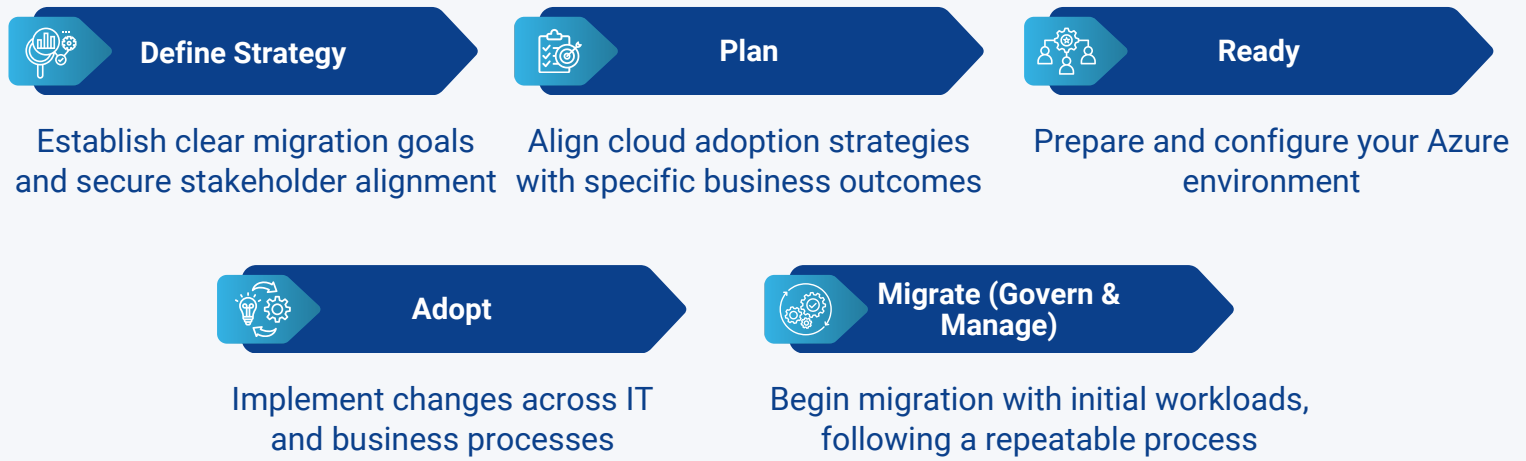 Define Strategy
Establish clear migration goals
and secure stakeholder alignment
Plan
Align cloud adoption strategies
with specific business outcomes
Ready
Prepare and configure your Azure
environment
Adopt
Implement changes across IT
and business processes
Migrate (Govern &
Manage)
Begin migration with initial workloads,
following a repeatable process